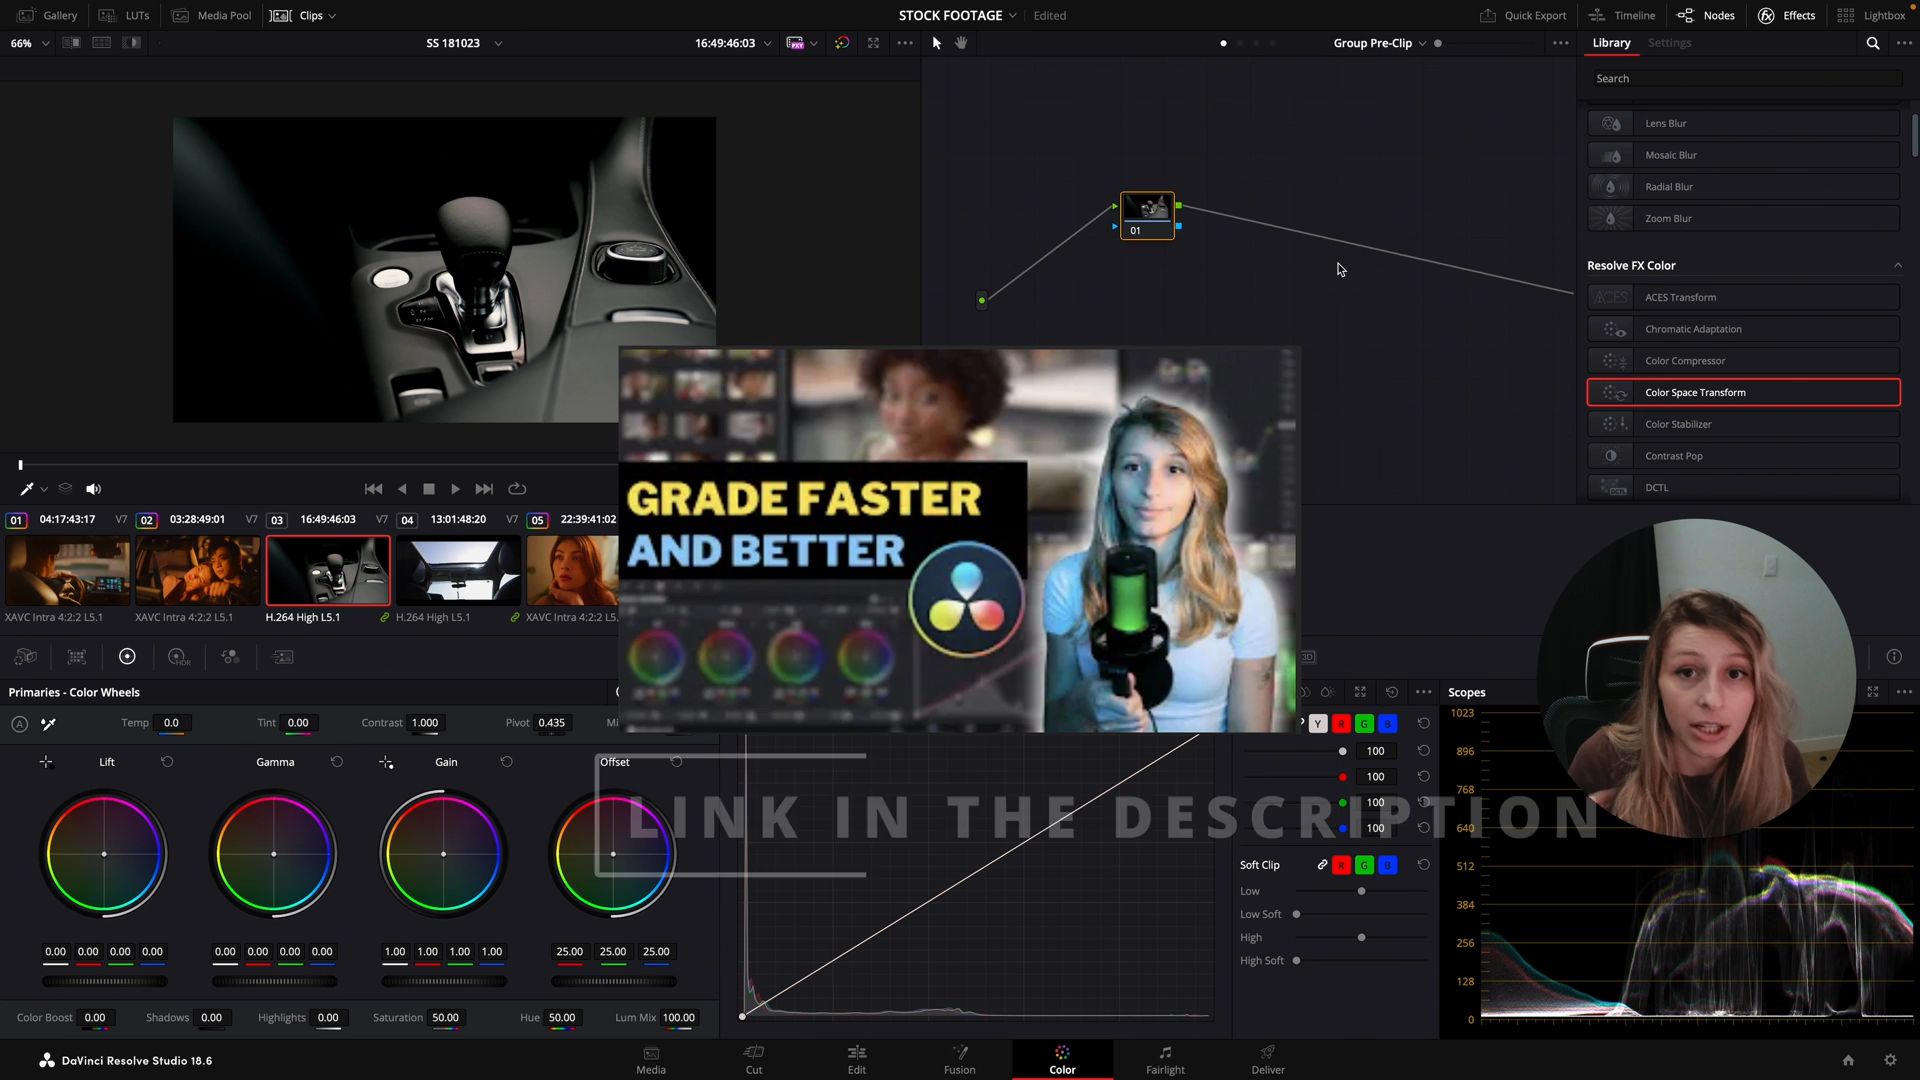 Gallery LUTs Media Pool Clips STOCK FOOTAGE Edited Quick Export Timeline Nodes Effects Lightbox
66% SS 181023 16:49:46:03 PXY Group Pre-Clip Library Settings
Search
Lens Blur
Mosaic Blur
Radial Blur
Zoom Blur
01
Resolve FX Color
ACES ACES Transform
Chromatic Adaptation
Color Compressor
Color Space Transform
Color Stabilizer
Contrast Pop
DCTL DCTL
GRADE FASTER
AND BETTER
01 04:17:43:17 V7 02 03:28:49:01 V7 03 16:49:46:03 V7 04 13:01:48:20 V7 05 22:39:41:02
XAVC Intra 4:2:2 L5.1 XAVC Intra 4:2:2 L5.1 H.264 High L5.1 H.264 High L5.1 XAVC Intra 4:2:2 L5.1
HDR 3D
Primaries - Color Wheels Scopes
A Temp 0.0 Tint 0.00 Contrast 1.000 Pivot 0.435 Y R G B
Lift Gamma Gain Offset
100
100
100
100
LINK IN THE DESCRIPTION
Soft Clip R G B
Low
Low Soft
High
High Soft
0.00 0.00 0.00 0.00 0.00 0.00 0.00 0.00 1.00 1.00 1.00 1.00 25.00 25.00 25.00
Color Boost 0.00 Shadows 0.00 Highlights 0.00 Saturation 50.00 Hue 50.00 Lum Mix 100.00
1023
896
768
640
512
384
256
128
0
DaVinci Resolve Studio 18.6
Media Cut Edit Fusion Color Fairlight Deliver